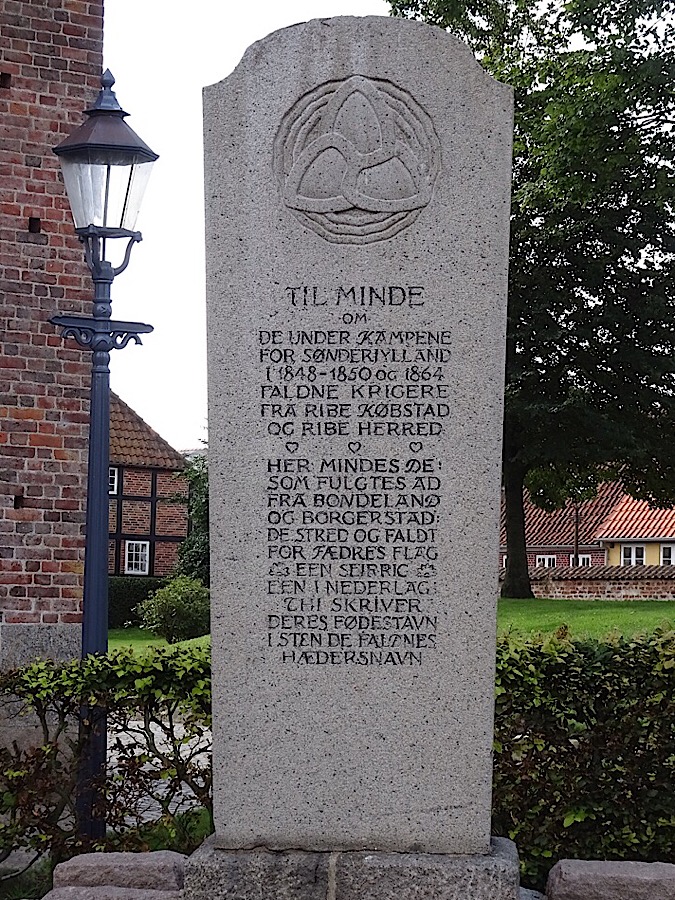 TIL MINDE
OM
DE UNDER KAMPENE
FOR SØNDERJYLLAND
I 1848-1850 OG 1864
FALDNE KRIGERE
FRA RIBE KØBSTAD
OG RIBE HERRED
HER MINDES DE:
SOM FULGTES AD
FRA BONDELAND
OG BORGERSTAD:
DE STRED OG FALDT
FOR FÆDRES FLAG
EEN SEJRRIG
EEN I NEDERLAG:
THI SKRIVER
DERES FØDESTAVN
I STEN DE FALDNES
HÆDERSNAVN